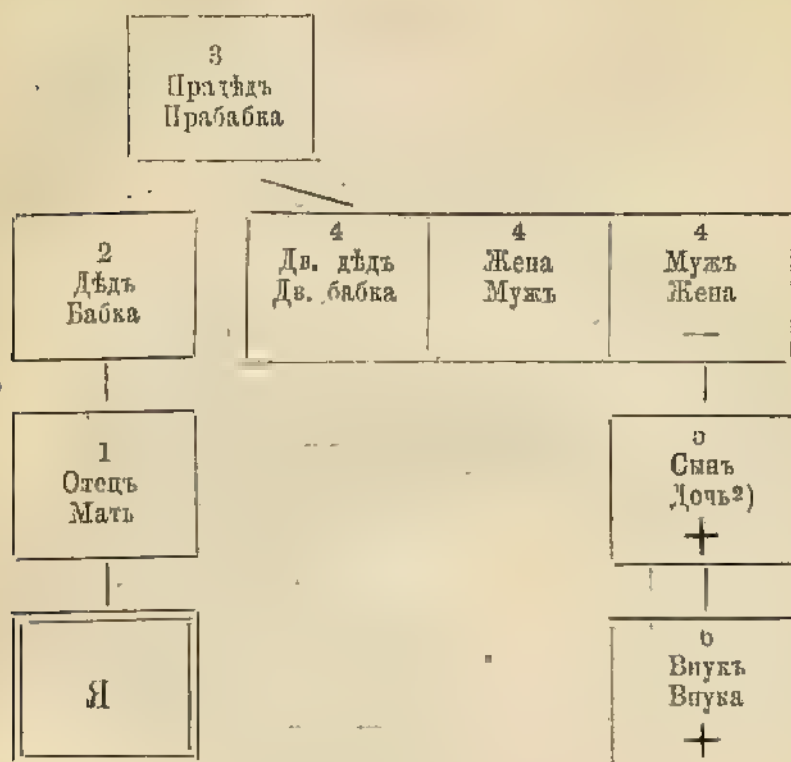 3
Прадѣдъ
Прабабка
2
Дѣдъ
Бабка
4
Дв. дѣдъ
Дв. бабка
4
Жена
Мужъ
4
Мужъ
Жена
—
1
Отецъ
Мать
5
Сынъ
Дочь²)
+
Я
6
Внукъ
Внука
+